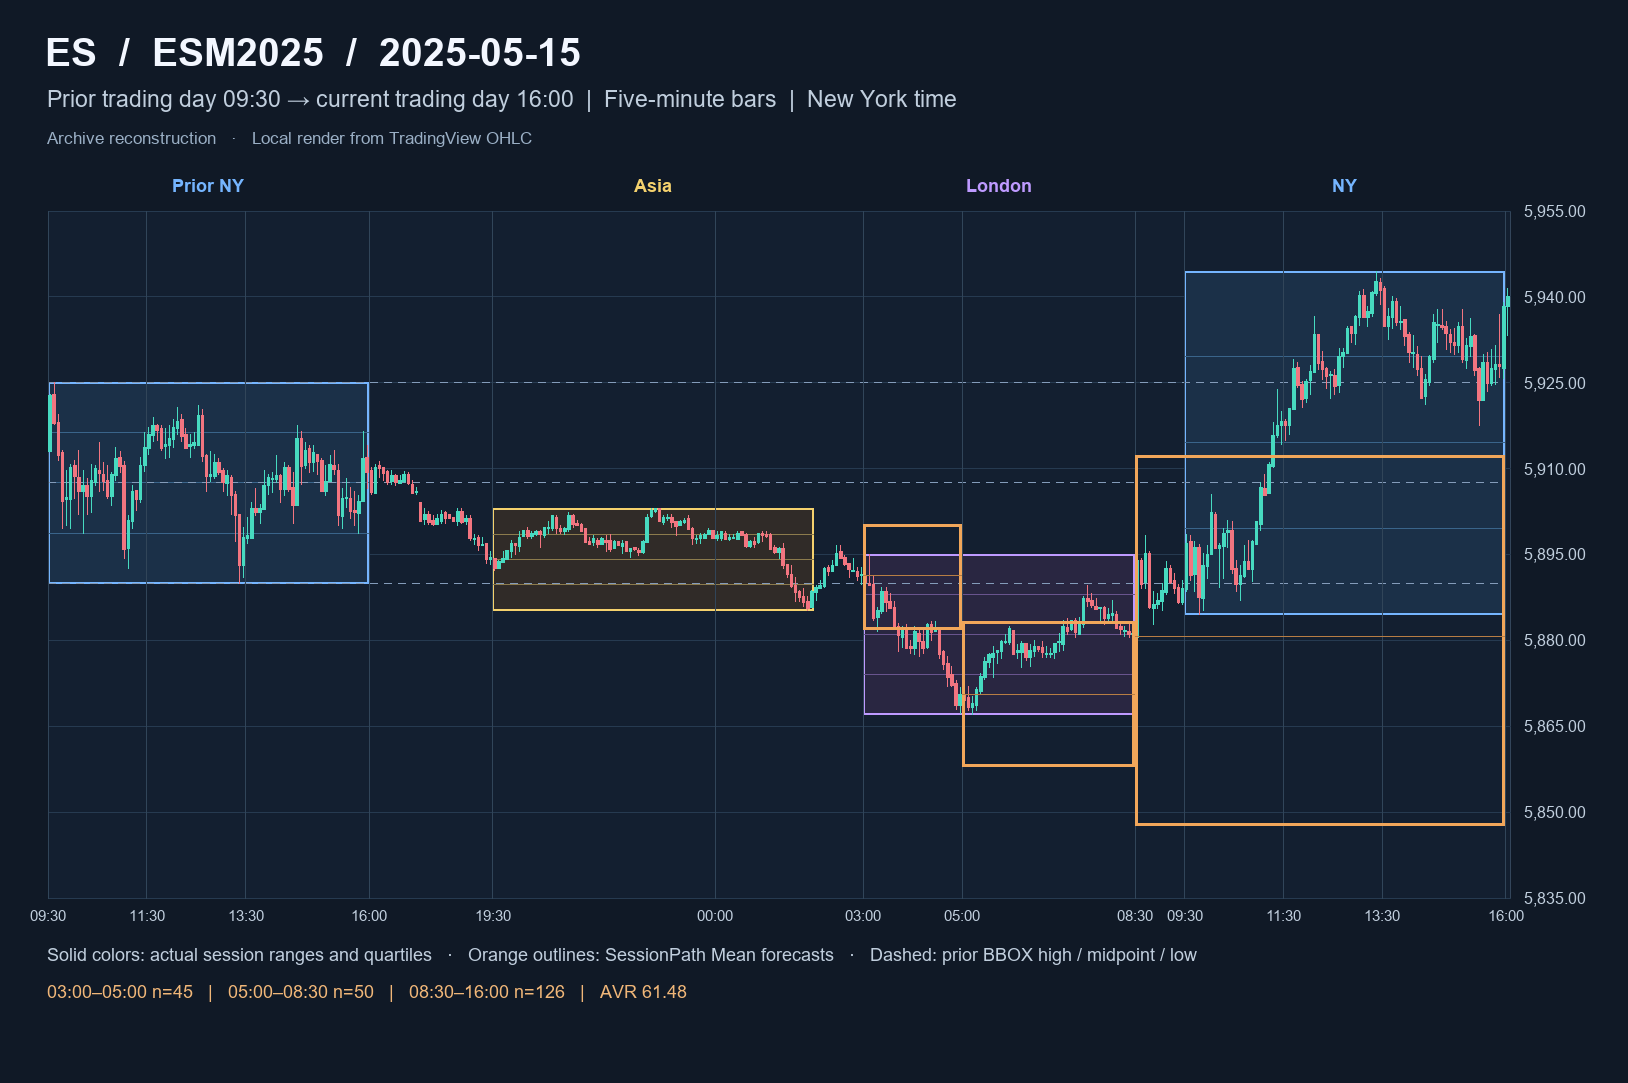 ES / ESM2025 / 2025-05-15
Prior trading day 09:30 → current trading day 16:00 | Five-minute bars | New York time
Archive reconstruction · Local render from TradingView OHLC
Prior NY Asia London NY
5,955.00
5,940.00
5,925.00
5,910.00
5,895.00
5,880.00
5,865.00
5,850.00
5,835.00
09:30 11:30 13:30 16:00 19:30 00:00 03:00 05:00 08:30 09:30 11:30 13:30 16:00
Solid colors: actual session ranges and quartiles · Orange outlines: SessionPath Mean forecasts · Dashed: prior BBOX high / midpoint / low
03:00–05:00 n=45 | 05:00–08:30 n=50 | 08:30–16:00 n=126 | AVR 61.48